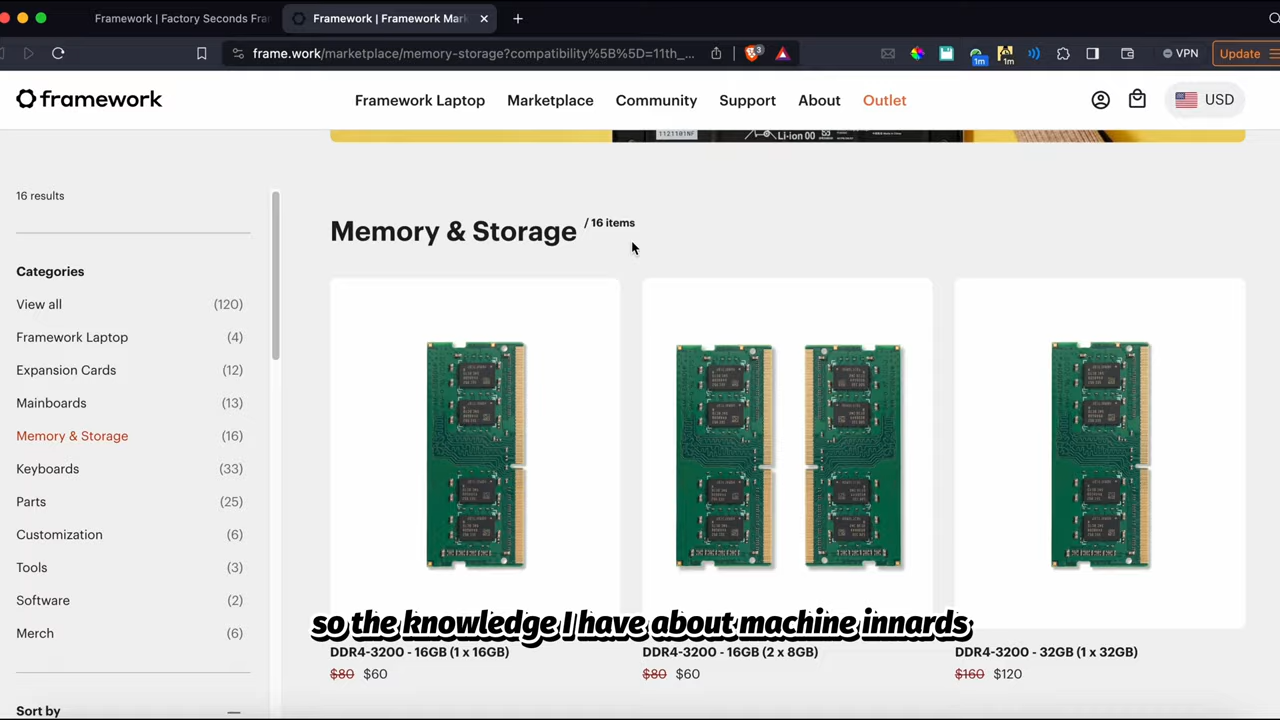 Framework | Factory Seconds Fra
Framework | Framework Mark
frame.work/marketplace/memory-storage?compatibility%5B%5D=11th_...
3
1m
1m
VPN
Update
framework
Framework Laptop
Marketplace
Community
Support
About
Outlet
USD
1121101NF
Li-ion 00
16 results
Memory & Storage / 16 items
Categories
View all (120)
Framework Laptop (4)
Expansion Cards (12)
Mainboards (13)
Memory & Storage (16)
Keyboards (33)
Parts (25)
Customization (6)
Tools (3)
Software (2)
Merch (6)
Sort by
so the knowledge I have about machine innards
DDR4-3200 - 16GB (1 x 16GB)
$80 $60
DDR4-3200 - 16GB (2 x 8GB)
$80 $60
DDR4-3200 - 32GB (1 x 32GB)
$160 $120